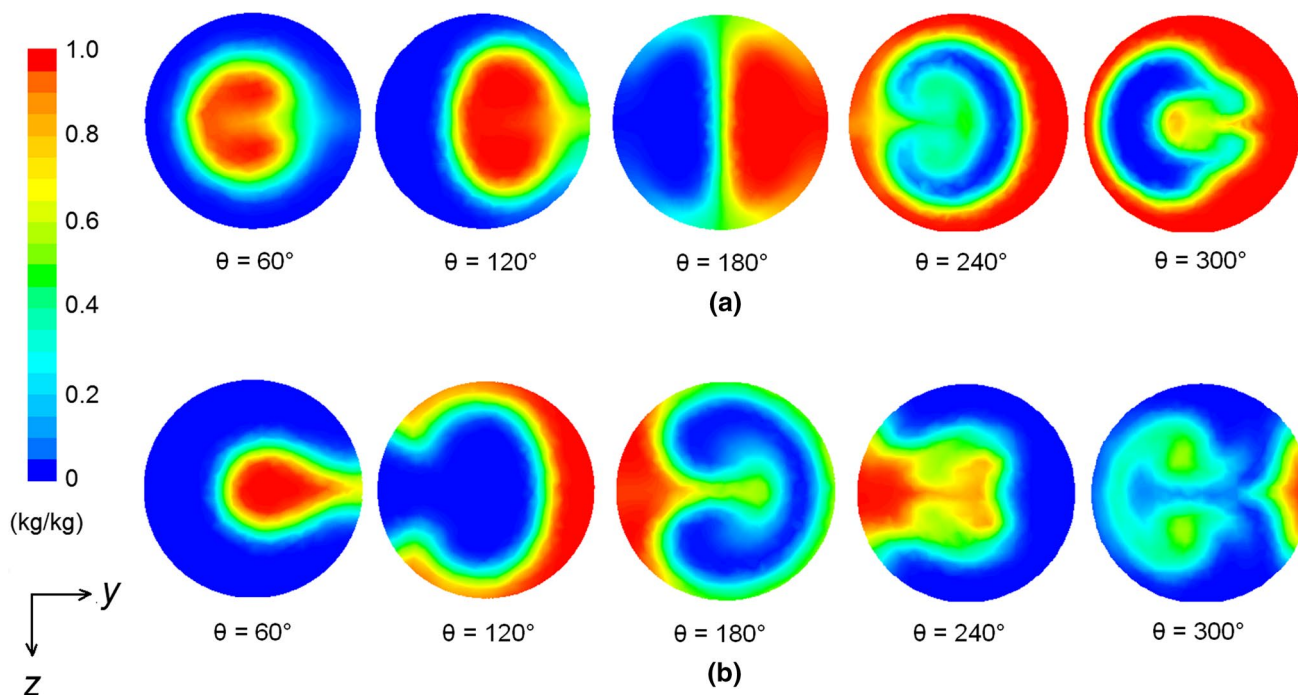 1.0
0.8
0.6
0.4
0.2
0
(kg/kg)
θ = 60° θ = 120° θ = 180° θ = 240° θ = 300°
(a)
y
z
θ = 60° θ = 120° θ = 180° θ = 240° θ = 300°
(b)